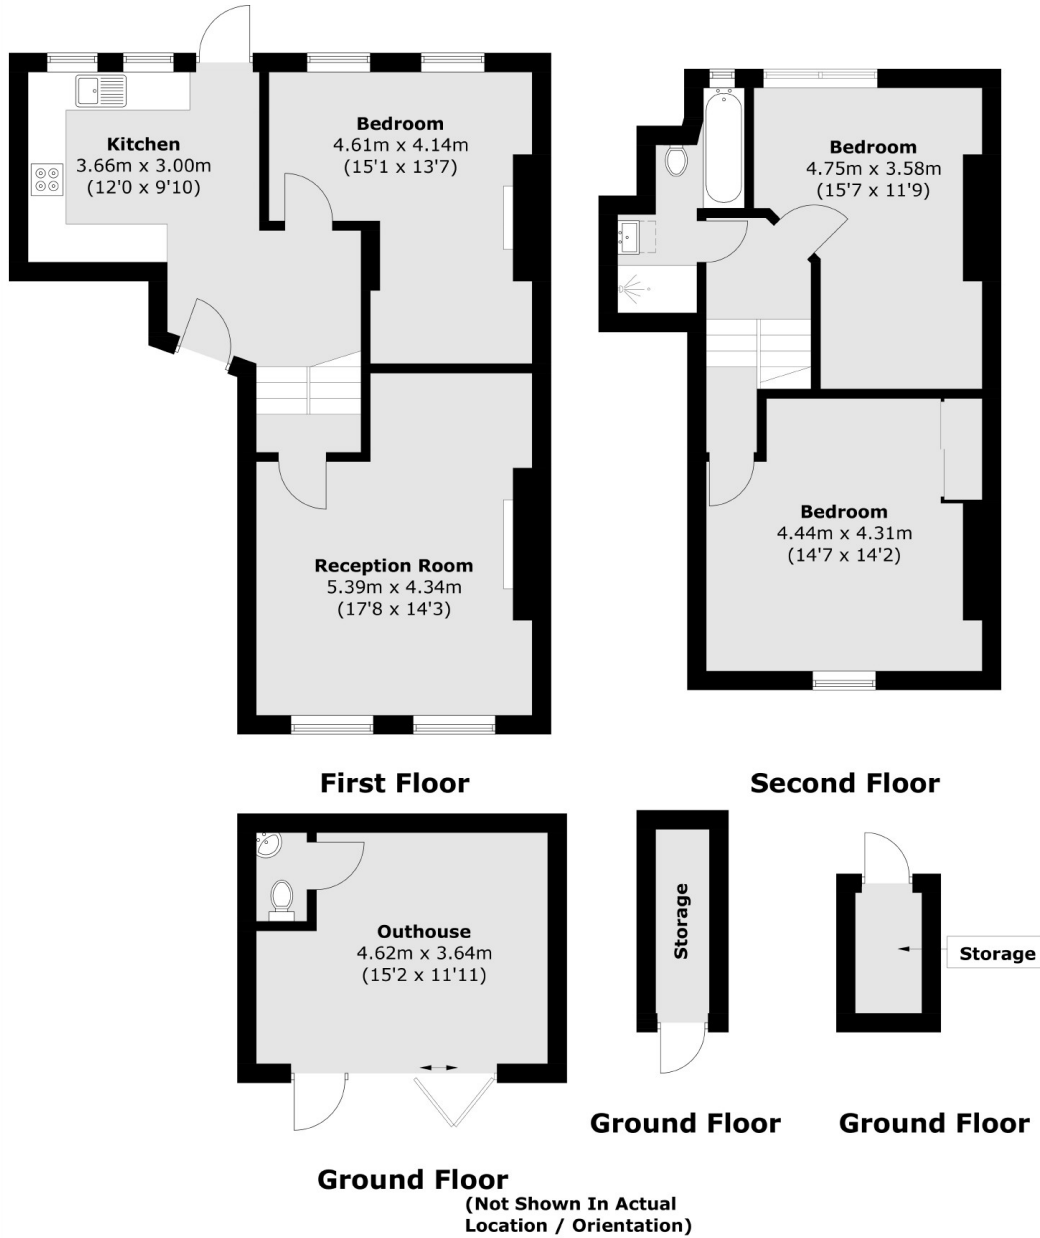 Kitchen
3.66m x 3.00m
(12'0 x 9'10)
Bedroom
4.61m x 4.14m
(15'1 x 13'7)
Reception Room
5.39m x 4.34m
(17'8 x 14'3)
First Floor
Bedroom
4.75m x 3.58m
(15'7 x 11'9)
Bedroom
4.44m x 4.31m
(14'7 x 14'2)
Second Floor
Outhouse
4.62m x 3.64m
(15'2 x 11'11)
Ground Floor
(Not Shown In Actual
Location / Orientation)
Storage
Ground Floor
Storage
Ground Floor